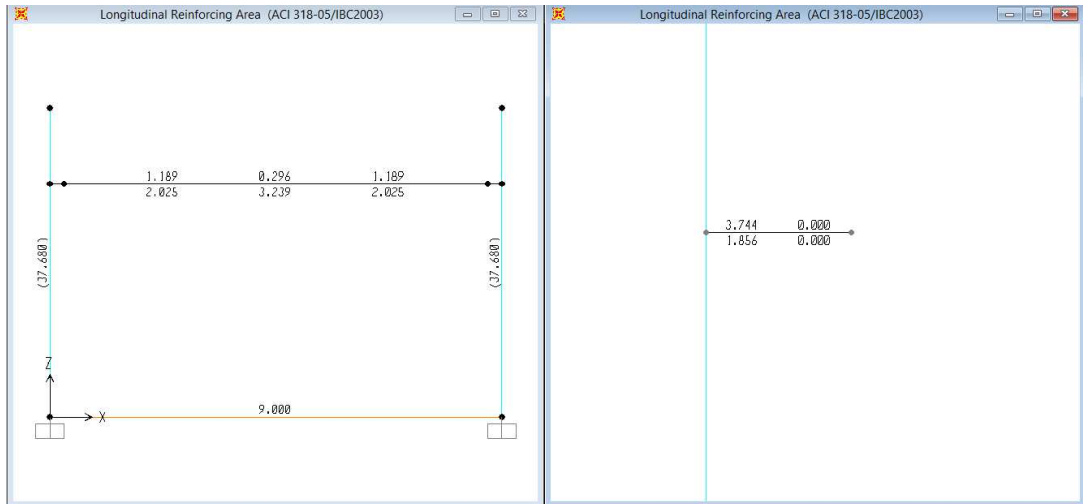 Longitudinal Reinforcing Area (ACI 318-05/IBC2003)
1.189 0.296 1.189
2.025 3.239 2.025
(37.680) (37.680)
Z
X
9.000
Longitudinal Reinforcing Area (ACI 318-05/IBC2003)
3.744 0.000
1.856 0.000